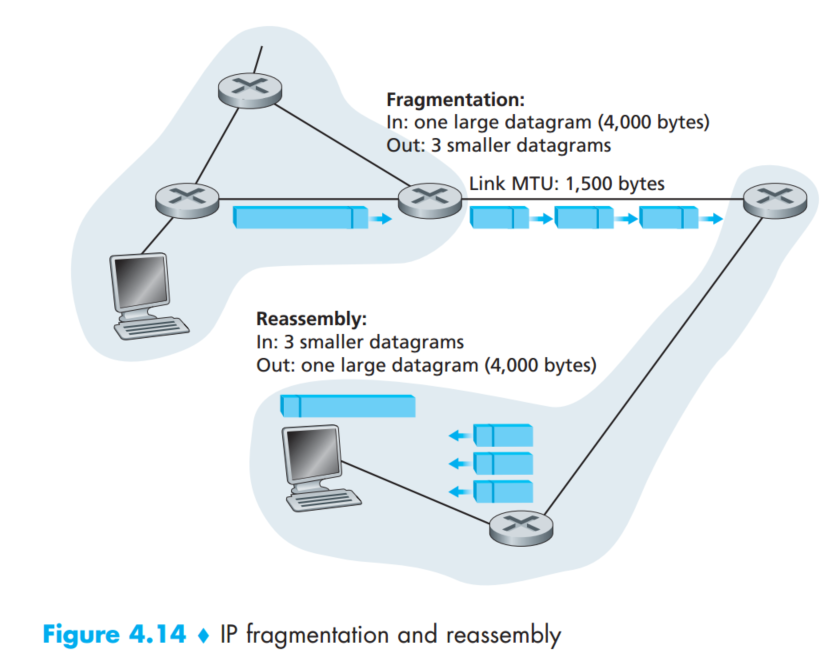 Fragmentation:
In: one large datagram (4,000 bytes)
Out: 3 smaller datagrams
Link MTU: 1,500 bytes
Reassembly:
In: 3 smaller datagrams
Out: one large datagram (4,000 bytes)
Figure 4.14 ♦ IP fragmentation and reassembly